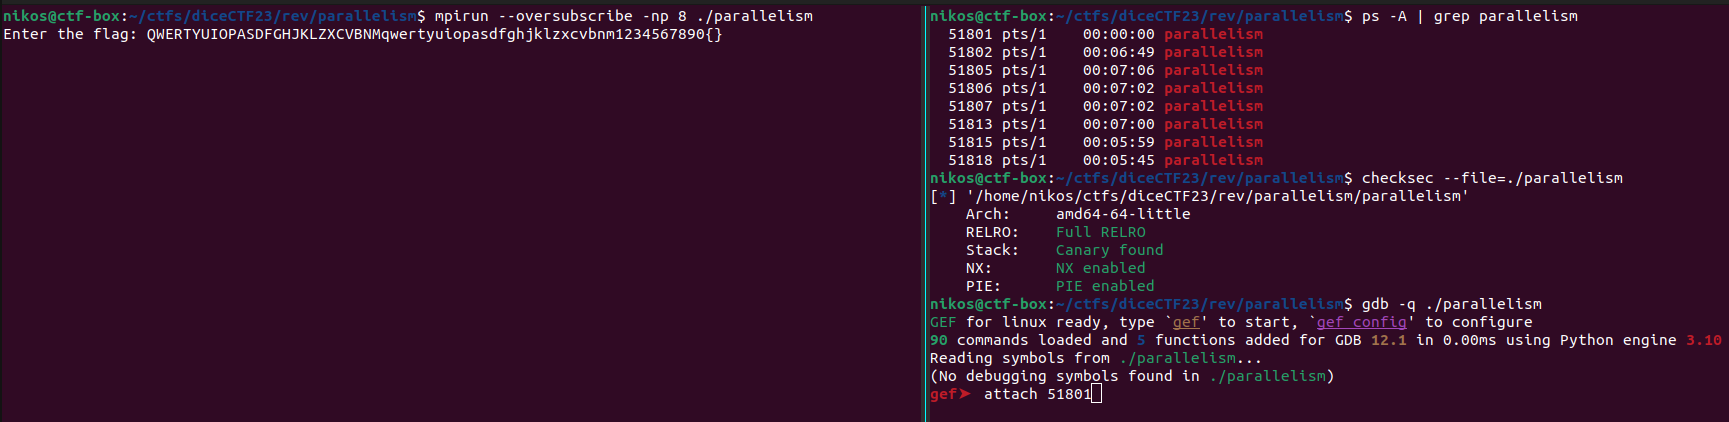 nikos@ctf-box:~/ctfs/diceCTF23/rev/parallelism$ mpirun --oversubscribe -np 8 ./parallelism
Enter the flag: QWERTYUIOPASDFGHJKLZXCVBNMqwertyuiopasdfghjklzxcvbnm1234567890{}
nikos@ctf-box:~/ctfs/diceCTF23/rev/parallelism$ ps -A | grep parallelism
51801 pts/1    00:00:00 parallelism
51802 pts/1    00:06:49 parallelism
51805 pts/1    00:07:06 parallelism
51806 pts/1    00:07:02 parallelism
51807 pts/1    00:07:02 parallelism
51813 pts/1    00:07:00 parallelism
51815 pts/1    00:05:59 parallelism
51818 pts/1    00:05:45 parallelism
nikos@ctf-box:~/ctfs/diceCTF23/rev/parallelism$ checksec --file=./parallelism
[*] '/home/nikos/ctfs/diceCTF23/rev/parallelism/parallelism'
Arch:     amd64-64-little
RELRO:    Full RELRO
Stack:    Canary found
NX:       NX enabled
PIE:      PIE enabled
nikos@ctf-box:~/ctfs/diceCTF23/rev/parallelism$ gdb -q ./parallelism
GEF for linux ready, type `gef' to start, `gef config' to configure
90 commands loaded and 5 functions added for GDB 12.1 in 0.00ms using Python engine 3.10
Reading symbols from ./parallelism...
(No debugging symbols found in ./parallelism)
gef➤  attach 51801